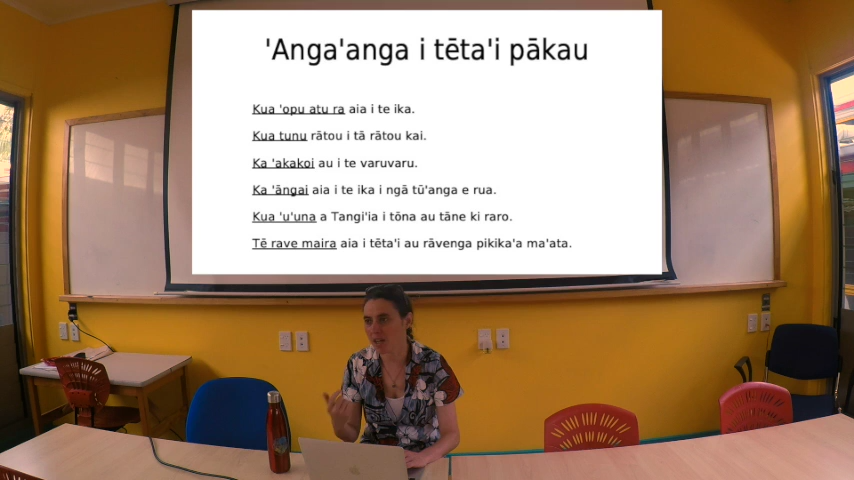 'Anga'anga i tēta'i pākau
Kua 'opu atu ra aia i te ika.
Kua tunu rātou i tā rātou kai.
Ka 'akakoi au i te varuvaru.
Ka 'āngai aia i te ika i ngā tū'anga e rua.
Kua 'u'una a Tangi'ia i tōna au tāne ki raro.
Tē rave maira aia i tēta'i au rāvenga pikika'a ma'ata.